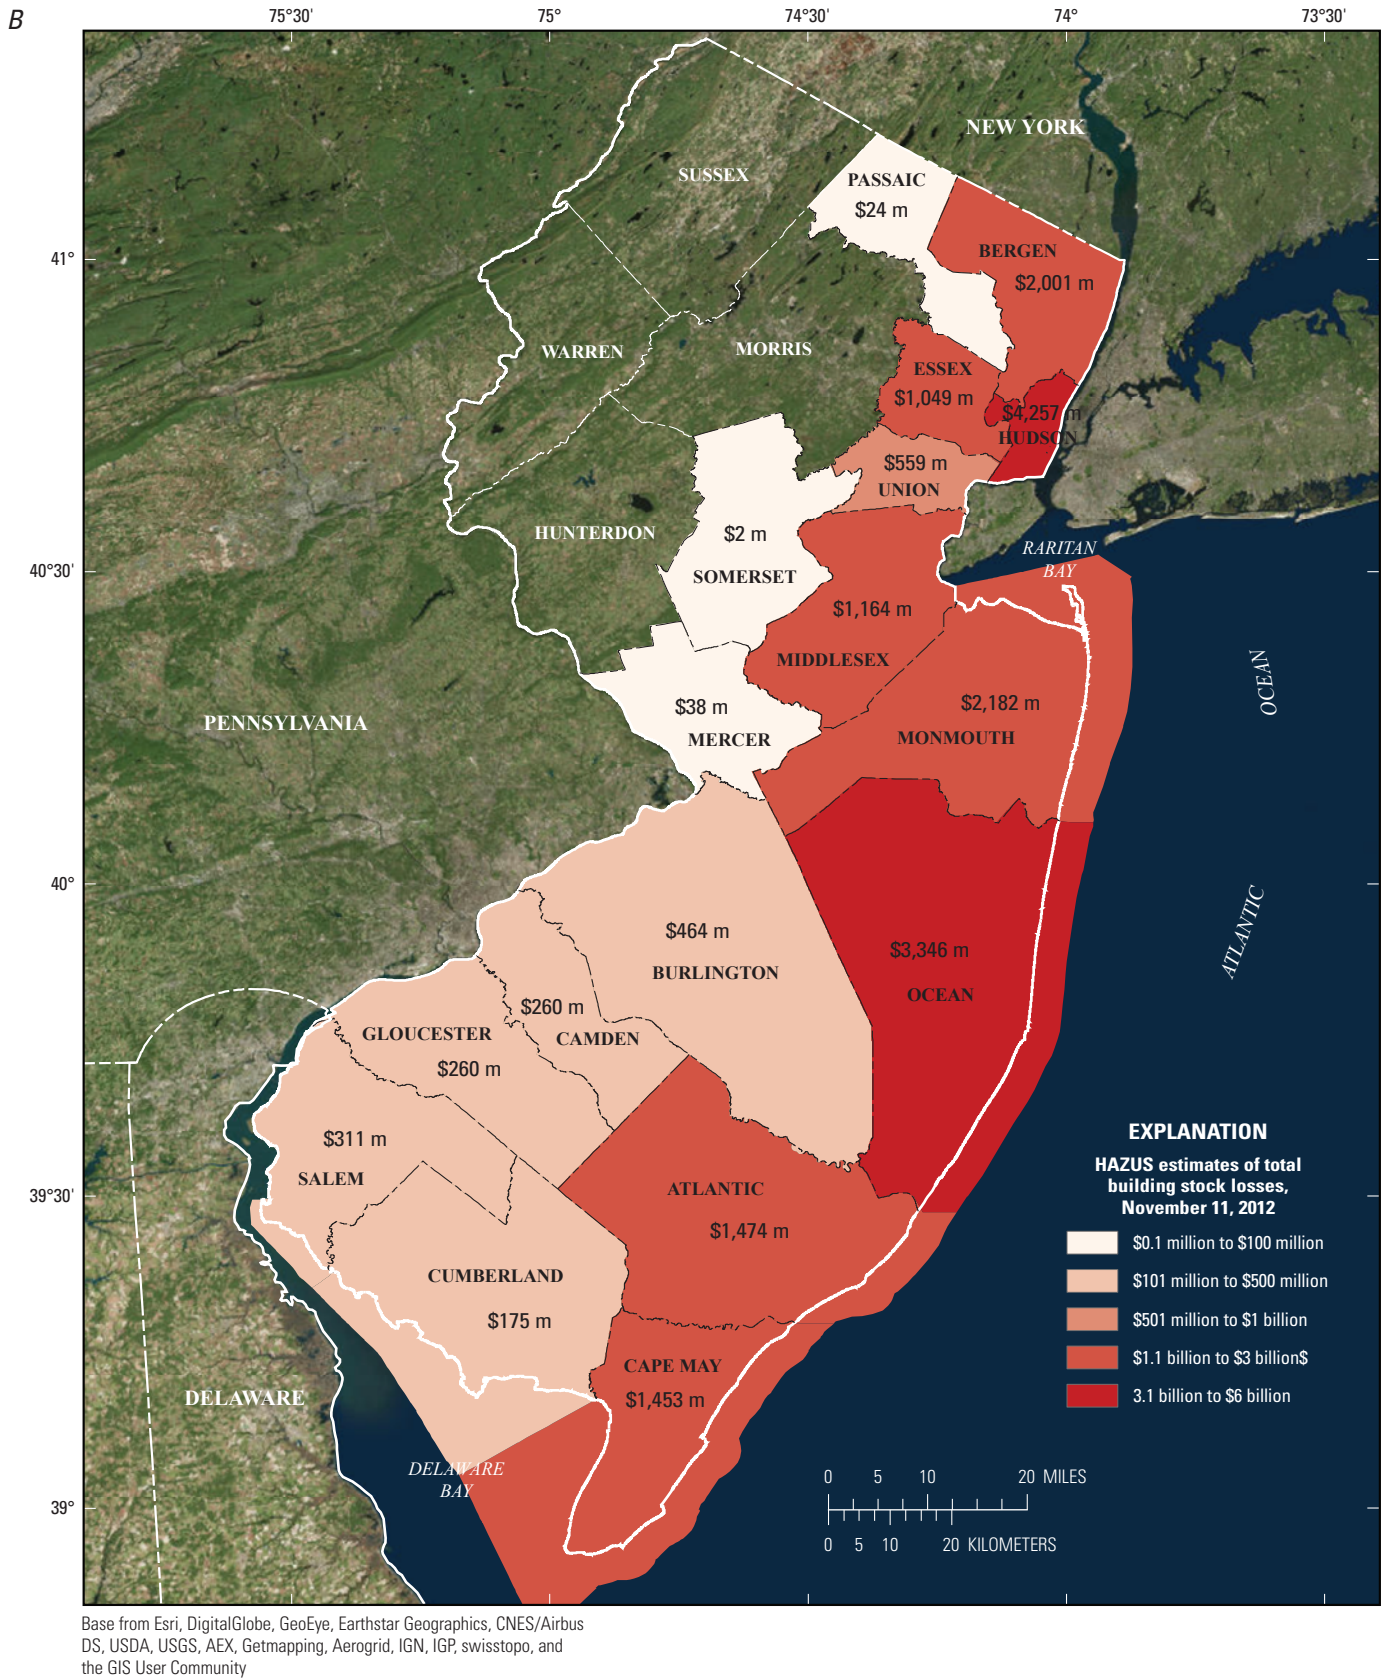 B
75°30'
75°
74°30'
74°
73°30'
NEW YORK
SUSSEX
PASSAIC
$24 m
BERGEN
$2,001 m
41°
WARREN
MORRIS
ESSEX
$1,049 m
$4,257 m
HUDSON
$559 m
UNION
HUNTERDON
$2 m
SOMERSET
RARITAN
BAY
40°30'
$1,164 m
MIDDLESEX
$38 m
MERCER
$2,182 m
MONMOUTH
PENNSYLVANIA
OCEAN
ATLANTIC
40°
$464 m
BURLINGTON
$3,346 m
OCEAN
$260 m
CAMDEN
GLOUCESTER
$260 m
$311 m
SALEM
39°30'
ATLANTIC
$1,474 m
CUMBERLAND
$175 m
CAPE MAY
$1,453 m
DELAWARE
DELAWARE
BAY
39°
EXPLANATION
HAZUS estimates of total
building stock losses,
November 11, 2012
$0.1 million to $100 million
$101 million to $500 million
$501 million to $1 billion
$1.1 billion to $3 billion$
3.1 billion to $6 billion
0 5 10 20 MILES
0 5 10 20 KILOMETERS
Base from Esri, DigitalGlobe, GeoEye, Earthstar Geographics, CNES/Airbus
DS, USDA, USGS, AEX, Getmapping, Aerogrid, IGN, IGP, swisstopo, and
the GIS User Community